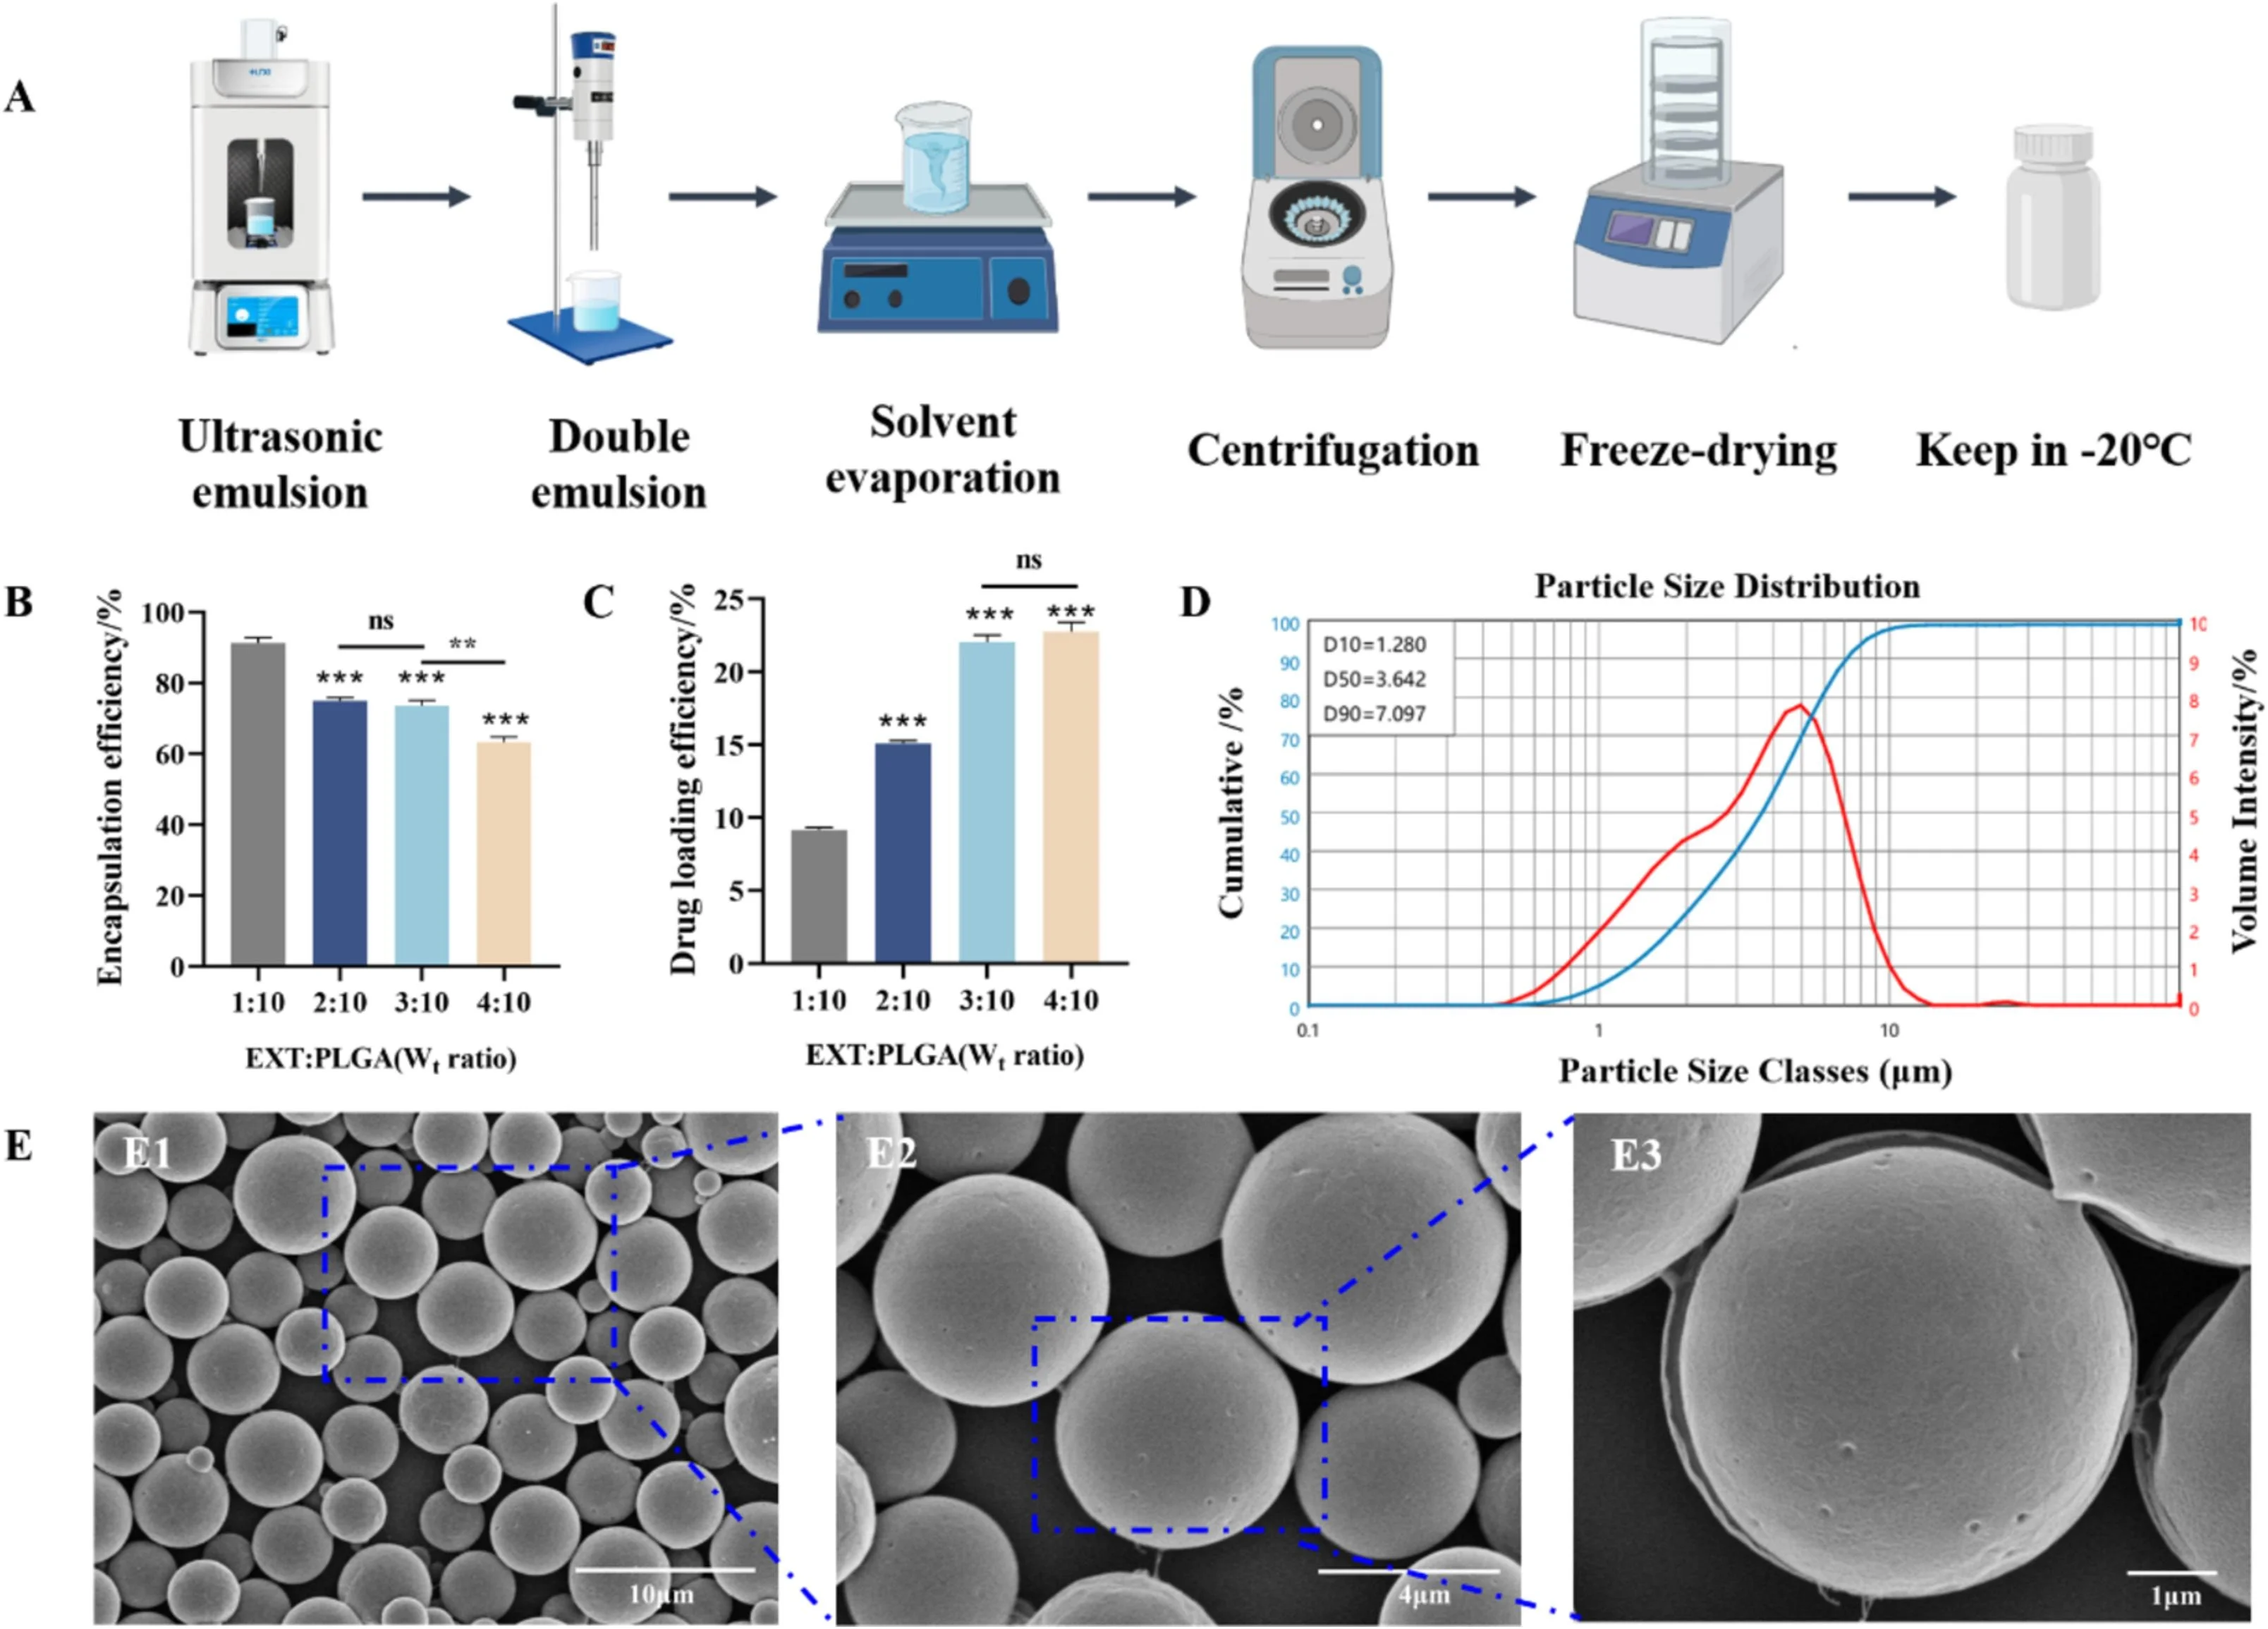 A
Ultrasonic
emulsion
Double
emulsion
Solvent
evaporation
Centrifugation
Freeze-drying
Keep in -20℃
B
Encapsulation efficiency/%
100
80
60
40
20
0
ns
**
***
***
***
1:10
2:10
3:10
4:10
EXT:PLGA(Wt ratio)
C
Drug loading efficiency/%
25
20
15
10
5
0
ns
***
***
***
1:10
2:10
3:10
4:10
EXT:PLGA(Wt ratio)
D
Particle Size Distribution
Cumulative /%
100
90
80
70
60
50
40
30
20
10
0
D10=1.280
D50=3.642
D90=7.097
10
9
8
7
6
5
4
3
2
1
0
Volume Intensity/%
0.1
1
10
Particle Size Classes (μm)
E
E1
10μm
E2
4μm
E3
1μm